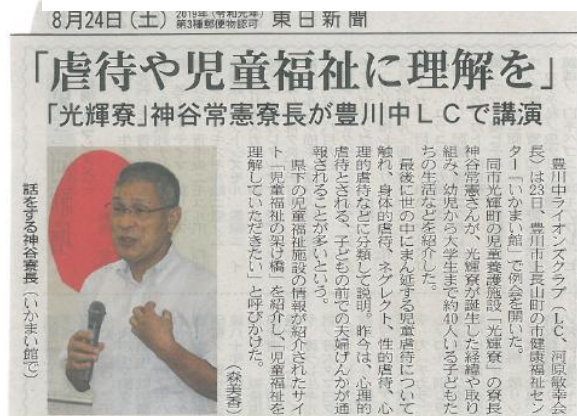 8月24日(土) 2019年(令和元年) 第3種郵便物認可 東日新聞
「虐待や児童福祉に理解を」
「光輝寮」神谷常憲寮長が豊川中LCで講演
豊川中ライオンズクラブ(LC、河原敏幸会
長)は23日、豊川市上長山町の市健康福祉セン
ター「いかまい館」で例会を開いた。
同市光輝町の児童養護施設「光輝寮」の寮長
神谷常憲さんが、光輝寮が誕生した経緯や取り
組み、幼児から大学生まで約40人いる子どもた
ちの生活などを紹介した。
最後に世の中にまん延する児童虐待について
触れ、身体的虐待、ネグレクト、性的虐待、心
理的虐待などに分類して説明。昨今は、心理的
虐待とされる、子どもの前での夫婦げんかが通
報されることが多いという。
県下の児童福祉施設の情報が紹介されたサイ
ト「児童福祉の架け橋」を紹介し、「児童福祉を
理解していただきたい」と呼びかけた。
(森美香)
話をする神谷寮長(いかまい館で)